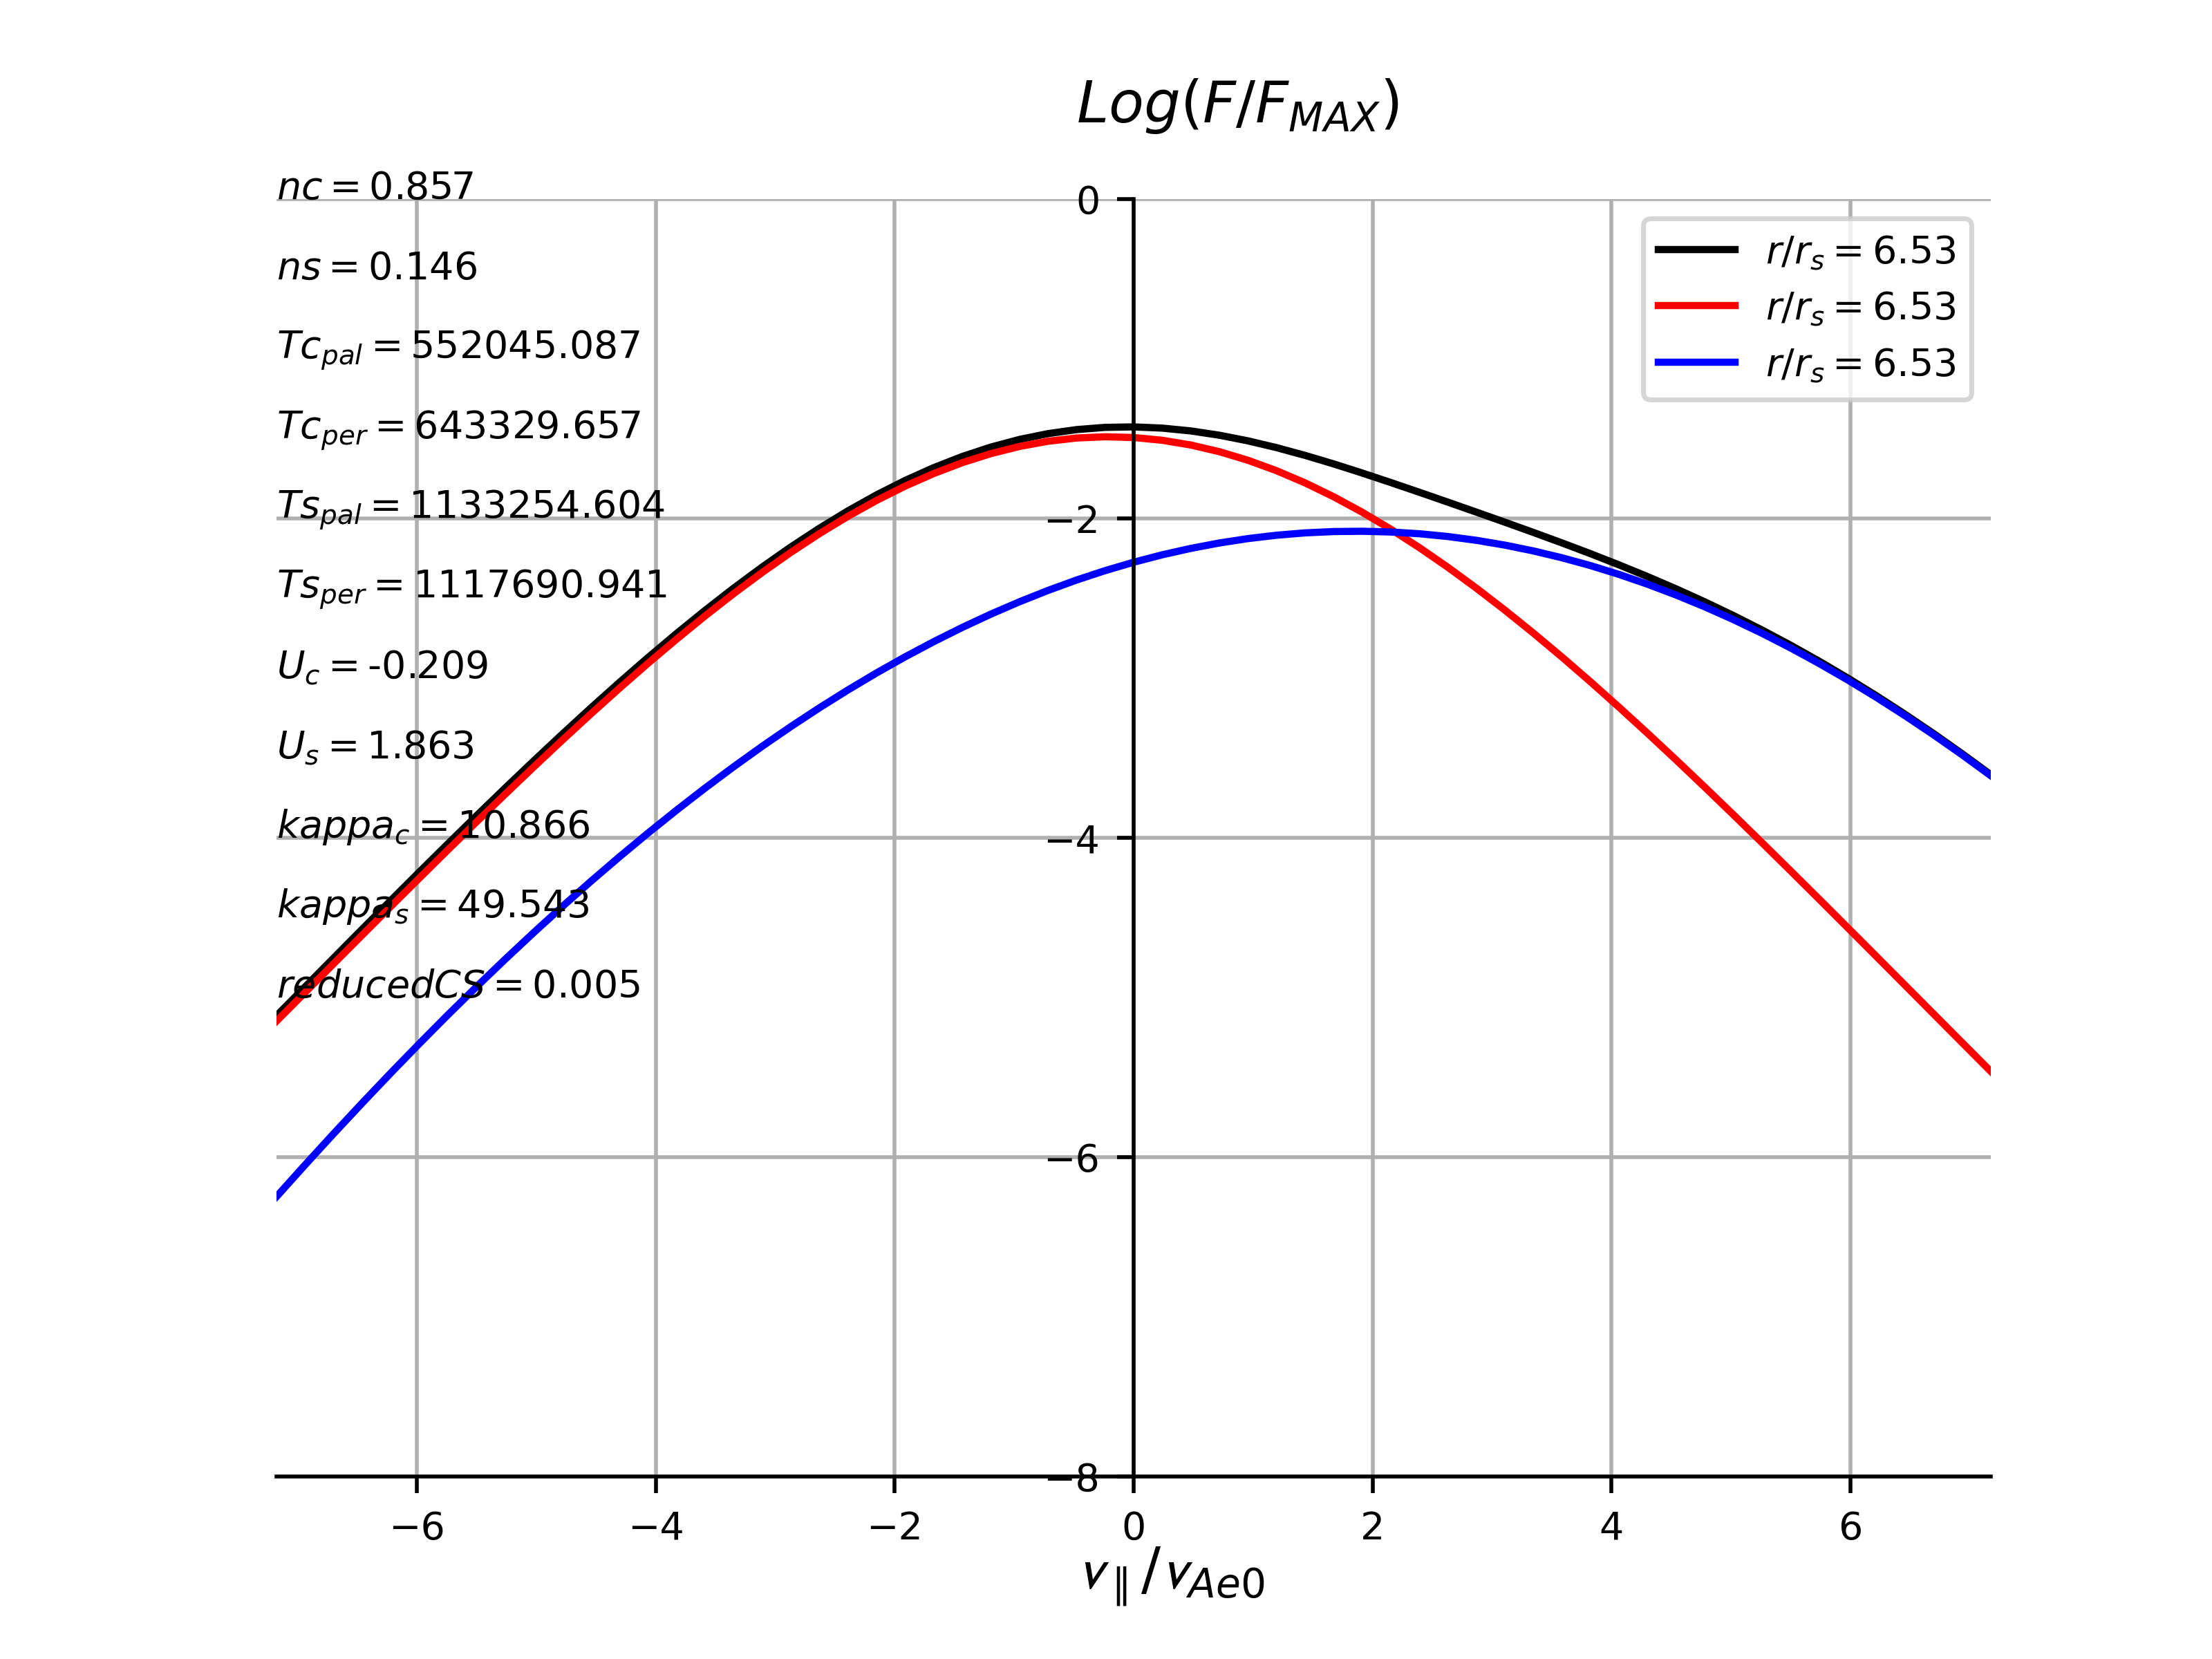 Log(F/F_MAX)
nc = 0.857
ns = 0.146
Tc_pal = 552045.087
Tc_per = 643329.657
Ts_pal = 1133254.604
Ts_per = 1117690.941
U_c = -0.209
U_s = 1.863
kappa_c = 10.866
kappa_s = 49.543
reducedCS = 0.005
0
−2
−4
−6
−8
r/r_s = 6.53
r/r_s = 6.53
r/r_s = 6.53
−6 −4 −2 0 2 4 6
v_∥/v_Ae0